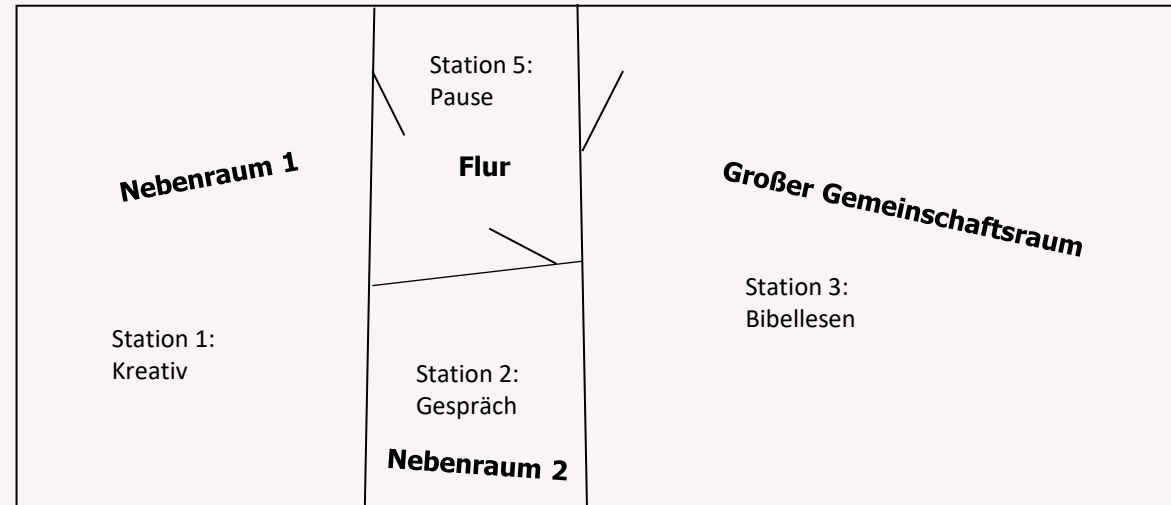 Station 5:
Pause
Flur
Nebenraum 1
Großer Gemeinschaftsraum
Station 3:
Bibellesen
Station 1:
Kreativ
Station 2:
Gespräch
Nebenraum 2